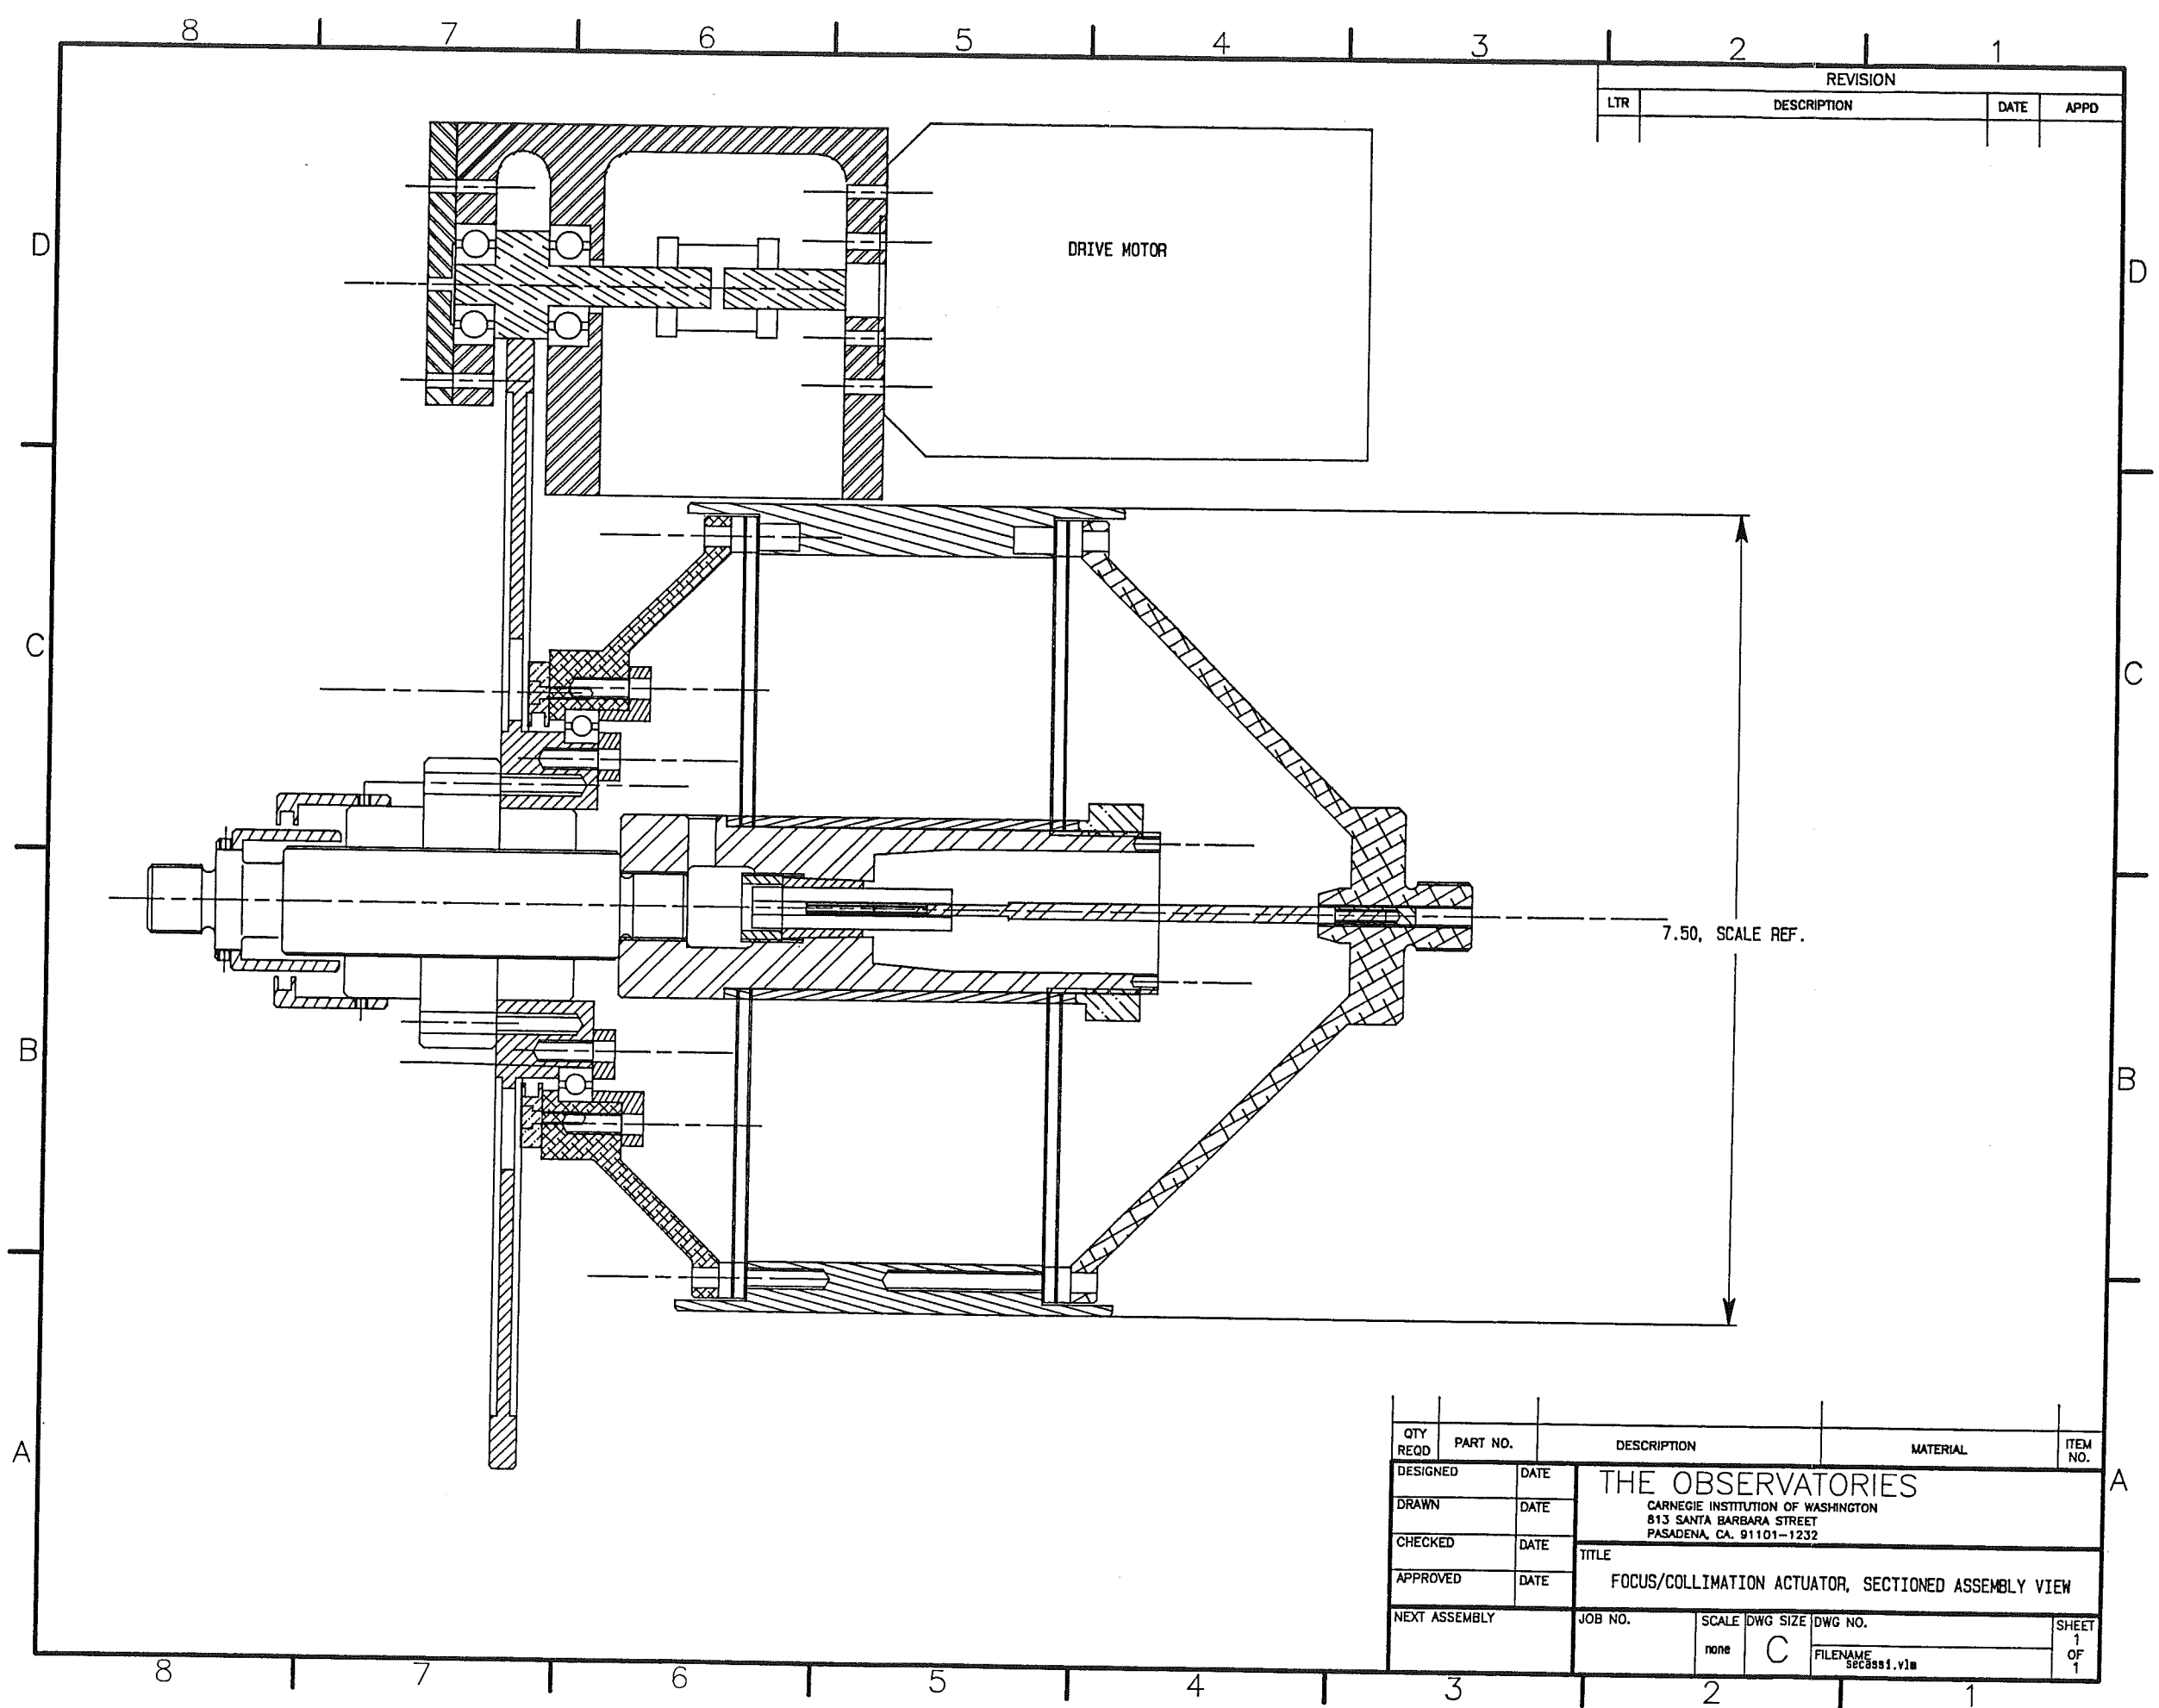 8 7 6 5 4 3 2 1
REVISION
LTR DESCRIPTION DATE APPD
D
DRIVE MOTOR
D
C
C
7.50, SCALE REF.
B
B
A
A
QTY REQD PART NO. DESCRIPTION MATERIAL ITEM NO.
DESIGNED DATE
DRAWN DATE
CHECKED DATE
APPROVED DATE
NEXT ASSEMBLY
THE OBSERVATORIES
CARNEGIE INSTITUTION OF WASHINGTON
813 SANTA BARBARA STREET
PASADENA, CA. 91101-1232
TITLE
FOCUS/COLLIMATION ACTUATOR, SECTIONED ASSEMBLY VIEW
JOB NO. SCALE DWG SIZE DWG NO. SHEET
none C 1
OF
FILENAME 1
secass1.vlm
8 7 6 5 4 3 2 1